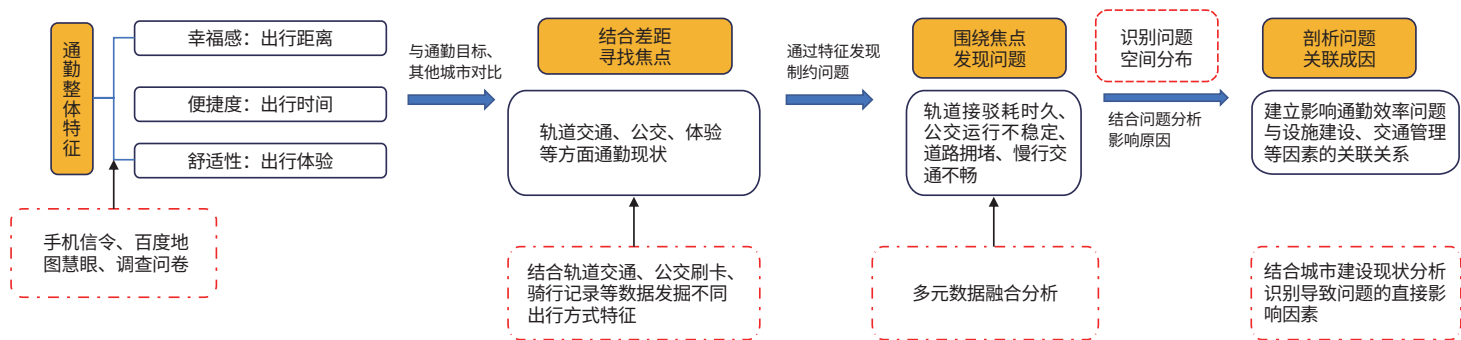 通勤整体特征
幸福感：出行距离
便捷度：出行时间
舒适性：出行体验
手机信令、百度地
图慧眼、调查问卷
与通勤目标、
其他城市对比
结合差距
寻找焦点
轨道交通、公交、体验
等方面通勤现状
结合轨道交通、公交刷卡、
骑行记录等数据发掘不同
出行方式特征
通过特征发现
制约问题
围绕焦点
发现问题
轨道接驳耗时久、
公交运行不稳定、
道路拥堵、慢行交
通不畅
多元数据融合分析
识别问题
空间分布
结合问题分析
影响原因
剖析问题
关联成因
建立影响通勤效率问题
与设施建设、交通管理
等因素的关联关系
结合城市建设现状分析
识别导致问题的直接影
响因素